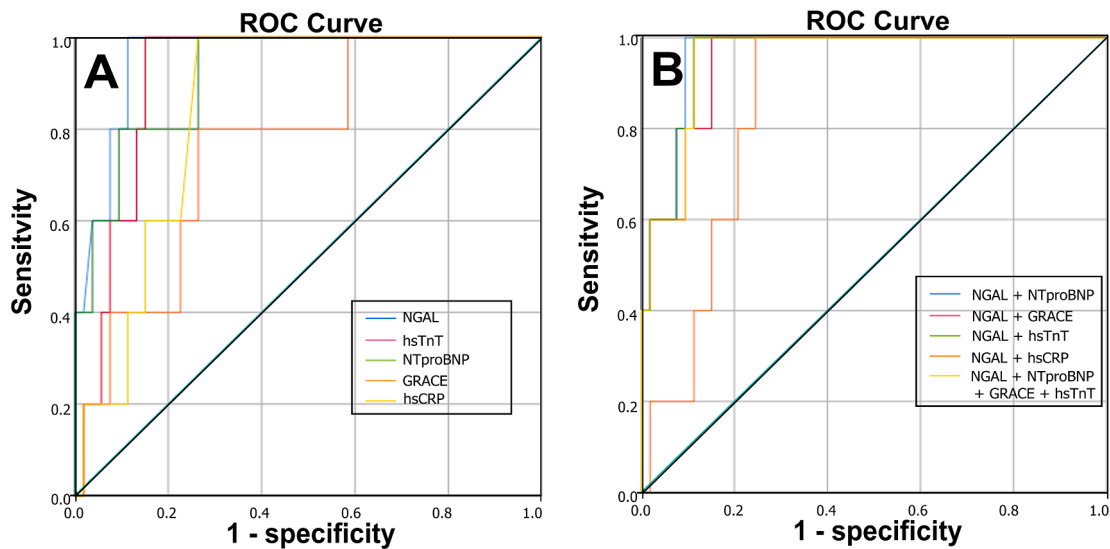 ROC Curve
A
1.0
0.8
0.6
0.4
0.2
0.0
Sensitvity
NGAL
hsTnT
NTproBNP
GRACE
hsCRP
0.0 0.2 0.4 0.6 0.8 1.0
1 - specificity
ROC Curve
B
1.0
0.8
0.6
0.4
0.2
0.0
Sensitvity
NGAL + NTproBNP
NGAL + GRACE
NGAL + hsTnT
NGAL + hsCRP
NGAL + NTproBNP
+ GRACE + hsTnT
0.0 0.2 0.4 0.6 0.8 1.0
1 - specificity